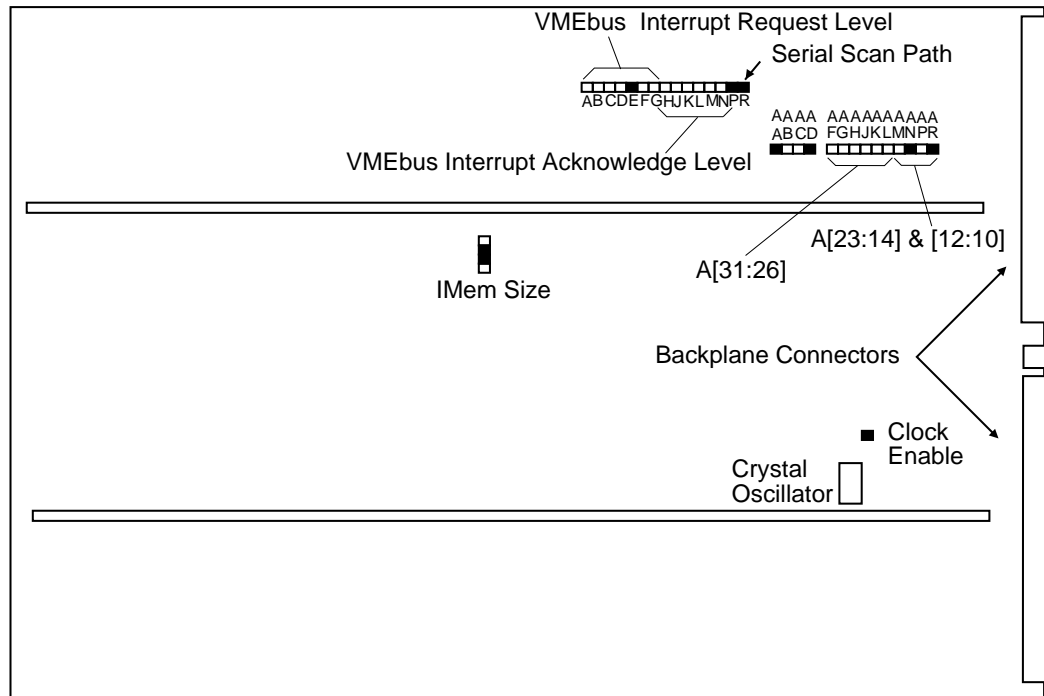 VMEbus Interrupt Request Level
Serial Scan Path
ABCDEFGHJKLMNPR
AAAA AAAAAAAAAA
ABCD FGHJKLMNPR
VMEbus Interrupt Acknowledge Level
A[23:14] & [12:10]
A[31:26]
IMem Size
Backplane Connectors
Clock
Enable
Crystal
Oscillator